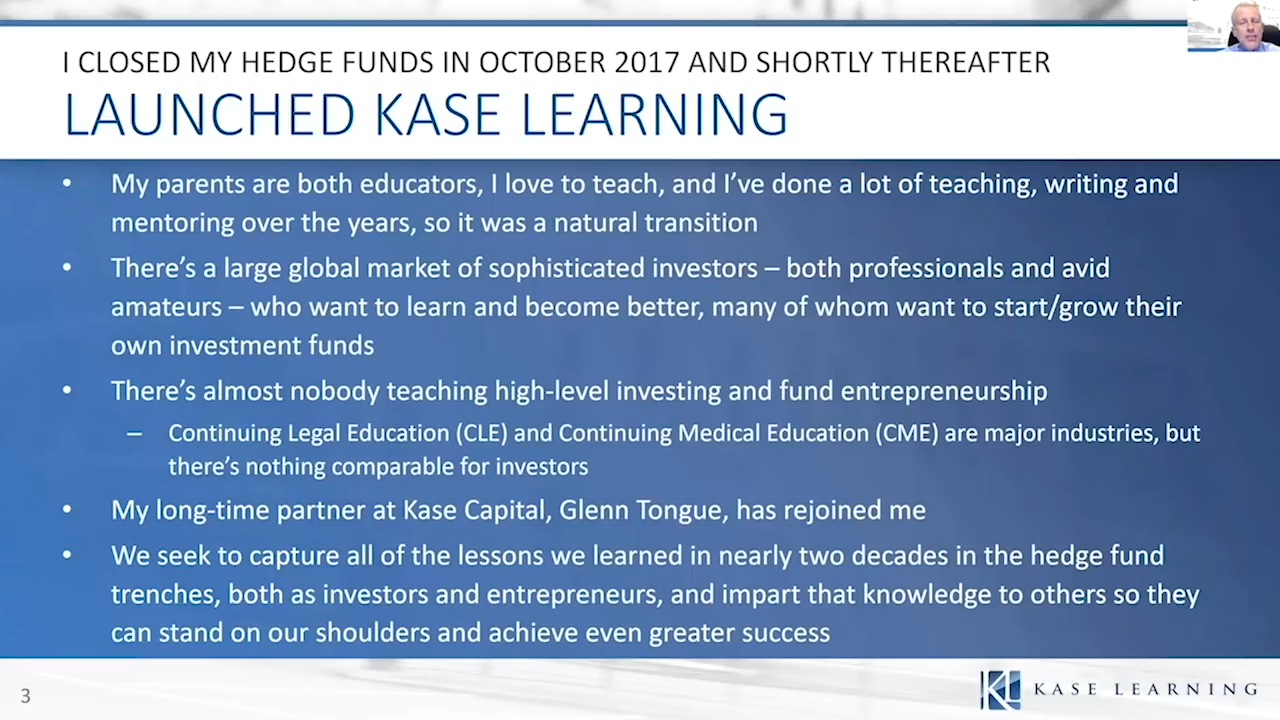 I CLOSED MY HEDGE FUNDS IN OCTOBER 2017 AND SHORTLY THEREAFTER
LAUNCHED KASE LEARNING
• My parents are both educators, I love to teach, and I’ve done a lot of teaching, writing and
mentoring over the years, so it was a natural transition
• There’s a large global market of sophisticated investors – both professionals and avid
amateurs – who want to learn and become better, many of whom want to start/grow their
own investment funds
• There’s almost nobody teaching high-level investing and fund entrepreneurship
– Continuing Legal Education (CLE) and Continuing Medical Education (CME) are major industries, but
there’s nothing comparable for investors
• My long-time partner at Kase Capital, Glenn Tongue, has rejoined me
• We seek to capture all of the lessons we learned in nearly two decades in the hedge fund
trenches, both as investors and entrepreneurs, and impart that knowledge to others so they
can stand on our shoulders and achieve even greater success
3
KL KASE LEARNING